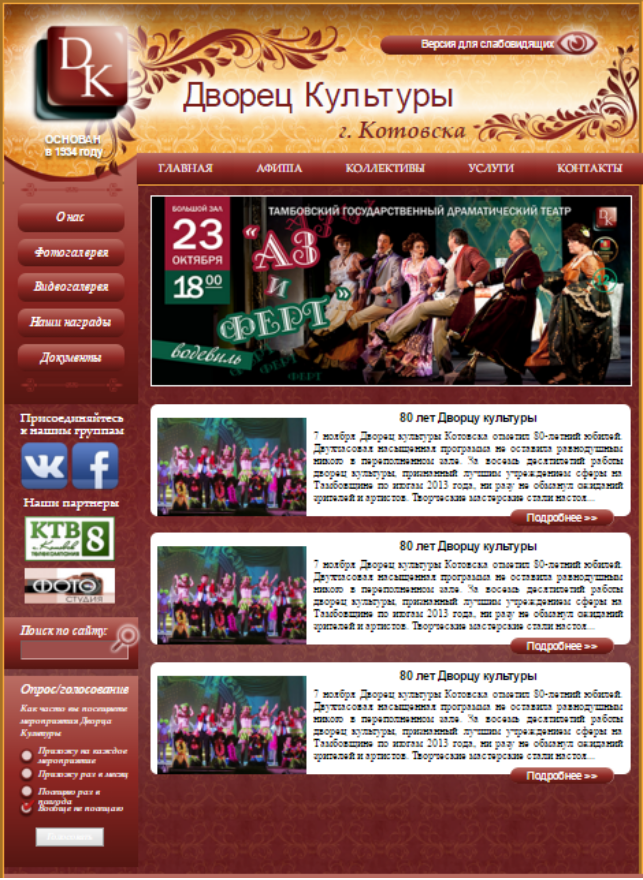 DK
ОСНОВАН
в 1934 году
Версия для слабовидящих
Дворец Культуры
г. Котовска
ГЛАВНАЯ АФИША КОЛЛЕКТИВЫ УСЛУГИ КОНТАКТЫ
О нас
Фотогалерея
Видеогалерея
Наши награды
Документы
Присоединяйтесь
к нашим группам
Наши партнеры
КТВ 8
ТЕЛЕКОМПАНИЯ
ФОТО
СТУДИЯ
Поиск по сайту:
Опрос/голосование
Как часто вы посещаете
мероприятия Дворца
Культуры
Прихожу на каждое
мероприятие
Прихожу раз в месяц
Посещаю раз в
Вообще не посещаю
БОЛЬШОЙ ЗАЛ
23
ОКТЯБРЯ
18 00
ТАМБОВСКИЙ ГОСУДАРСТВЕННЫЙ ДРАМАТИЧЕСКИЙ ТЕАТР
"АЗ
И
ФЕРТ"
водевиль
80 лет Дворцу культуры
7 ноября Дворец культуры Котовска отметил 80-летний юбилей.
Двухчасовая насыщенная программа не оставила равнодушным
никого в переполненном зале. За восемь десятилетий работы
дворец культуры, признанный лучшим учреждением сферы на
Тамбовщине по итогам 2013 года, ни разу не обманул ожиданий
зрителей и артистов. Творческие мастерские стали настоя...
Подробнее >>
80 лет Дворцу культуры
7 ноября Дворец культуры Котовска отметил 80-летний юбилей.
Двухчасовая насыщенная программа не оставила равнодушным
никого в переполненном зале. За восемь десятилетий работы
дворец культуры, признанный лучшим учреждением сферы на
Тамбовщине по итогам 2013 года, ни разу не обманул ожиданий
зрителей и артистов. Творческие мастерские стали настоя...
Подробнее >>
80 лет Дворцу культуры
7 ноября Дворец культуры Котовска отметил 80-летний юбилей.
Двухчасовая насыщенная программа не оставила равнодушным
никого в переполненном зале. За восемь десятилетий работы
дворец культуры, признанный лучшим учреждением сферы на
Тамбовщине по итогам 2013 года, ни разу не обманул ожиданий
зрителей и артистов. Творческие мастерские стали настоя...
Подробнее >>